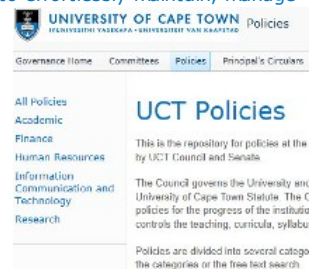 to effortlessly maintain, manage
UNIVERSITY OF CAPE TOWN Policies
IYUNIVESITHI YASEKAPA • UNIVERSITEIT VAN KAAPSTAD
Governance Home Committees Policies Principal's Circulars
All Policies
Academic
Finance
Human Resources
Information
Communication and
Technology
Research
UCT Policies
This is the repository for policies at the
by UCT Council and Senate.
The Council governs the University and
University of Cape Town Statute. The C
policies for the progress of the institutio
controls the teaching, curricula, syllabu
Policies are divided into several catego
the categories or the free text search